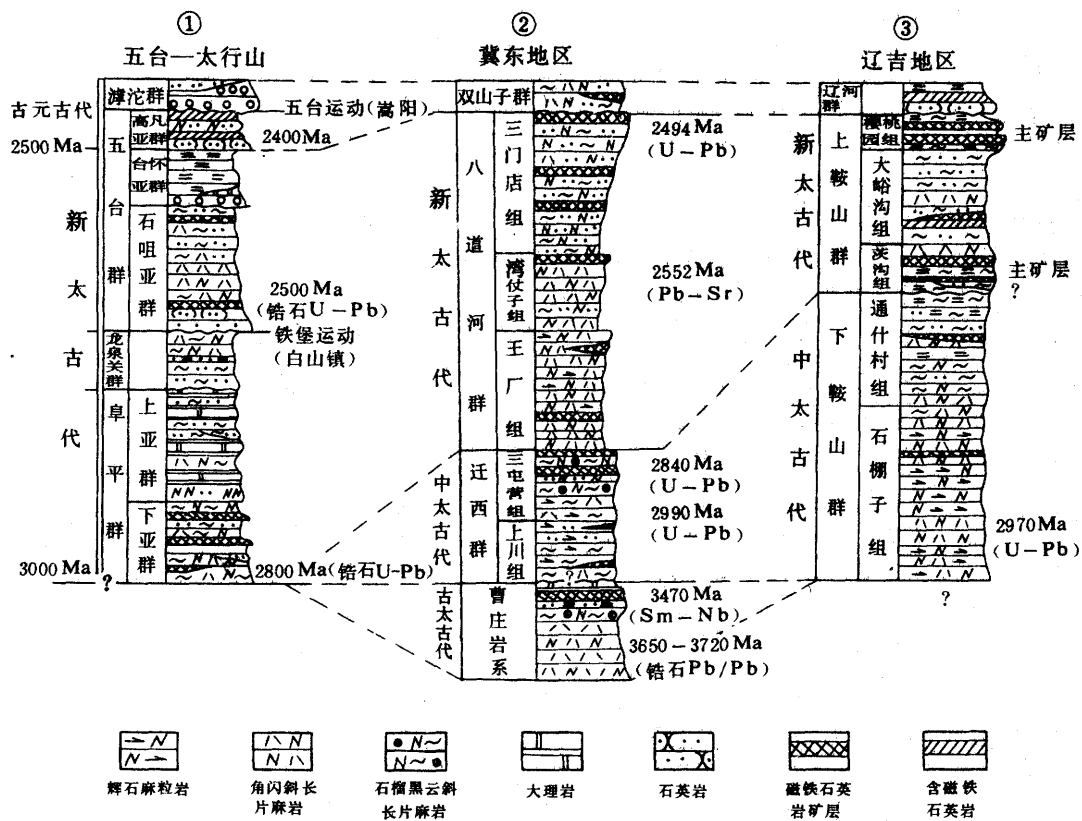 ①
五台—太行山
古元古代
2500 Ma
新太古代
3000 Ma
?
滹沱群
五台群
高凡亚群
台怀亚群
石咀亚群
龙泉关群
阜平群
上亚群
下亚群
五台运动(嵩阳)
2400Ma
2500 Ma
(锆石U－Pb)
铁堡运动
(白山镇)
2800 Ma(锆石U-Pb)
②
冀东地区
双山子群
新太古代
八道河群
三门店组
湾仗子组
王厂组
中太古代
迁西群
三屯营组
上川组
古太古代
曹庄岩系
?
2494 Ma
(U－Pb)
2552 Ma
(Pb－Sr)
2840 Ma
(U－Pb)
2990 Ma
(U－Pb)
3470 Ma
(Sm－Nb)
3650－3720 Ma
(锆石Pb/Pb)
③
辽吉地区
辽河群
新太古代
上鞍山群
樱桃园组
大峪沟组
茨沟组
中太古代
下鞍山群
通什村组
石棚子组
主矿层
主矿层
?
2970 Ma
(U－Pb)
?
辉石麻粒岩
角闪斜长
片麻岩
石榴黑云斜
长片麻岩
大理岩
石英岩
磁铁石英
岩矿层
含磁铁
石英岩